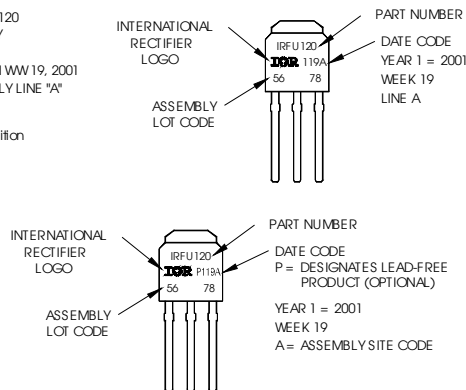 120
WW 19, 2001
LY LINE "A"
ition
INTERNATIONAL
RECTIFIER
LOGO
ASSEMBLY
LOT CODE
IRFU120
IOR 119A
56 78
PART NUMBER
DATE CODE
YEAR 1 = 2001
WEEK 19
LINE A
INTERNATIONAL
RECTIFIER
LOGO
ASSEMBLY
LOT CODE
IRFU120
IOR P119A
56 78
PART NUMBER
DATE CODE
P = DESIGNATES LEAD-FREE
PRODUCT (OPTIONAL)
YEAR 1 = 2001
WEEK 19
A = ASSEMBLY SITE CODE